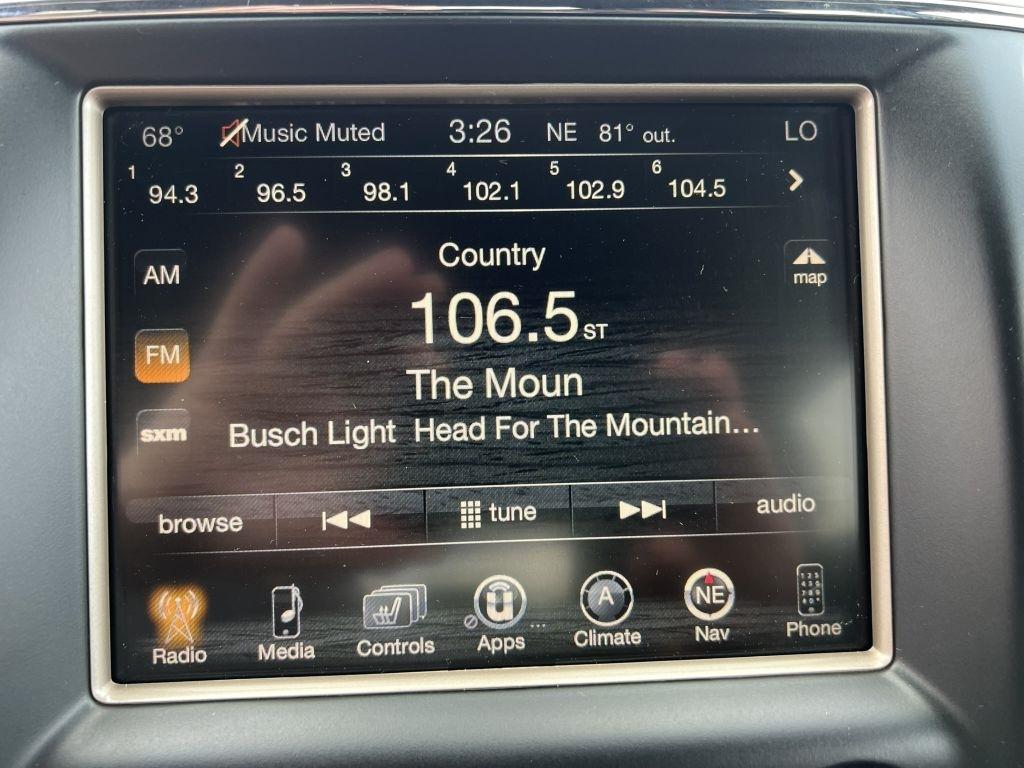 68° Music Muted 3:26 NE 81° out. LO
1 94.3 2 96.5 3 98.1 4 102.1 5 102.9 6 104.5
Country
AM
map
106.5 ST
FM
The Moun
sxm
Busch Light Head For The Mountain...
browse tune audio
A NE
Radio Media Controls Apps ... Climate Nav Phone